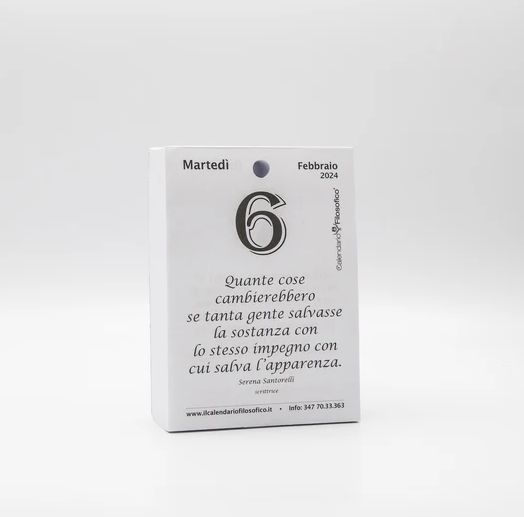 Martedì
Febbraio
2024
6
Calendario Filosofico
Quante cose
cambierebbero
se tanta gente salvasse
la sostanza con
lo stesso impegno con
cui salva l'apparenza.
Serena Santorelli
scrittrice
www.ilcalendariofilosofico.it • Info: 347 70.33.363